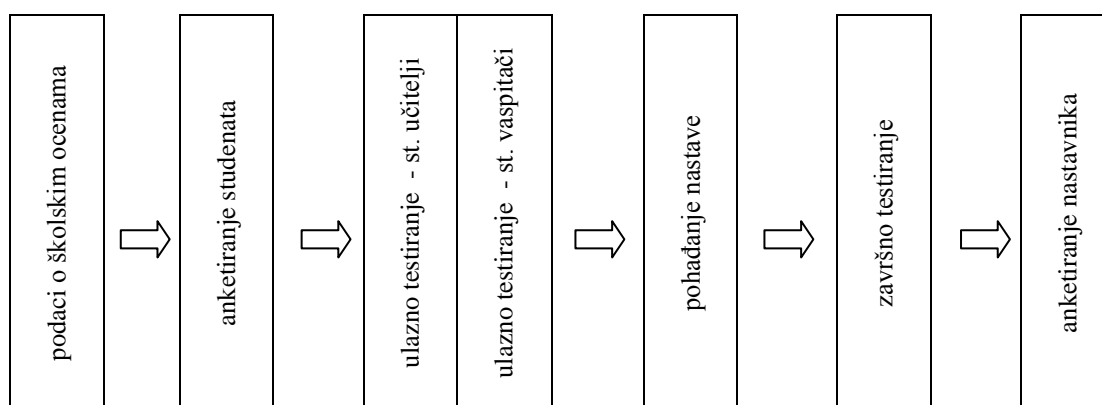 podaci o školskim ocenama
anketiranje studenata
ulazno testiranje - st. učitelji
ulazno testiranje - st. vaspitači
pohađanje nastave
završno testiranje
anketiranje nastavnika